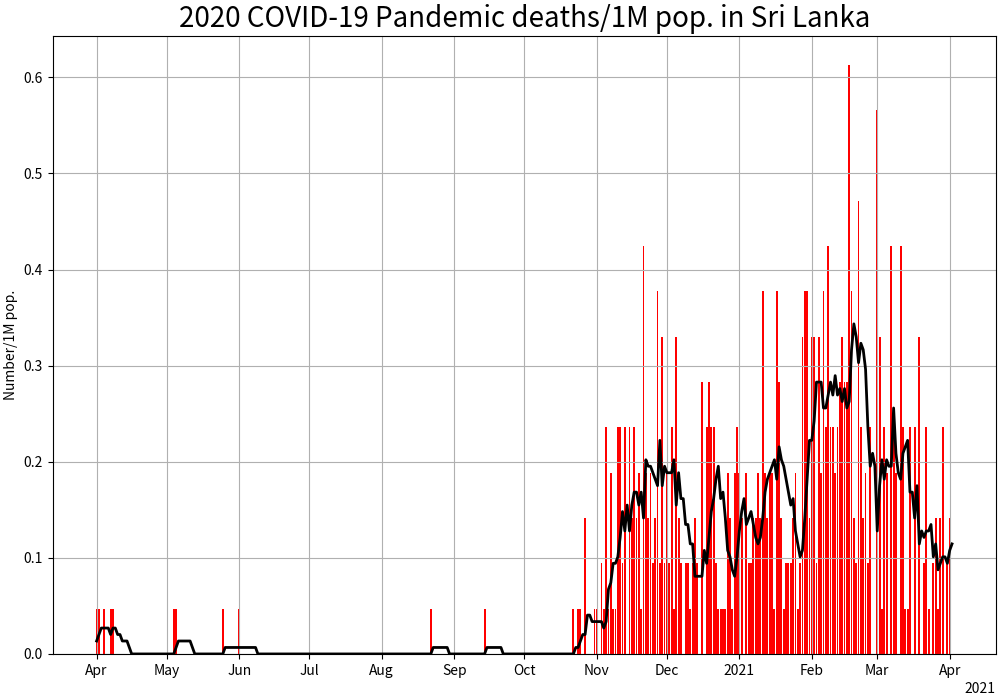 2020 COVID-19 Pandemic deaths/1M pop. in Sri Lanka
Number/1M pop.
0.6
0.5
0.4
0.3
0.2
0.1
0.0
Apr May Jun Jul Aug Sep Oct Nov Dec 2021 Feb Mar Apr
2021